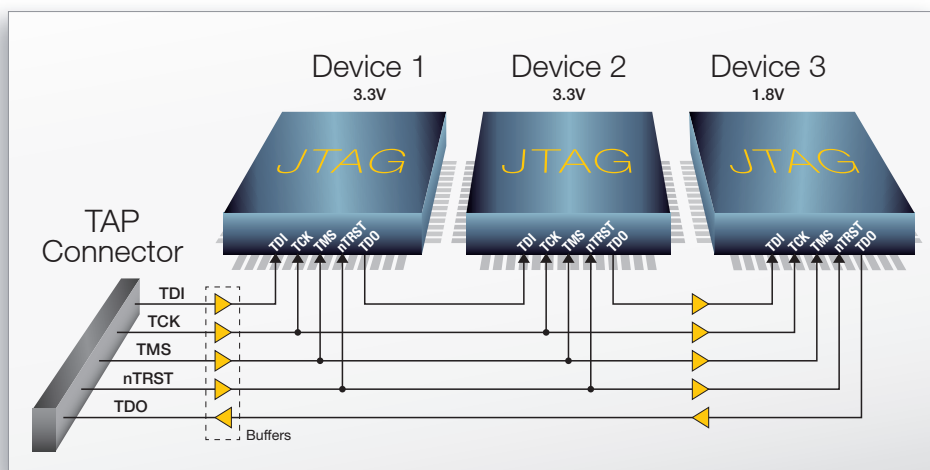 Device 1
3.3V
Device 2
3.3V
Device 3
1.8V
JTAG
JTAG
JTAG
TDI
TCK
TMS
nTRST
TDO
TDI
TCK
TMS
nTRST
TDO
TDI
TCK
TMS
nTRST
TDO
TAP
Connector
TDI
TCK
TMS
nTRST
TDO
Buffers